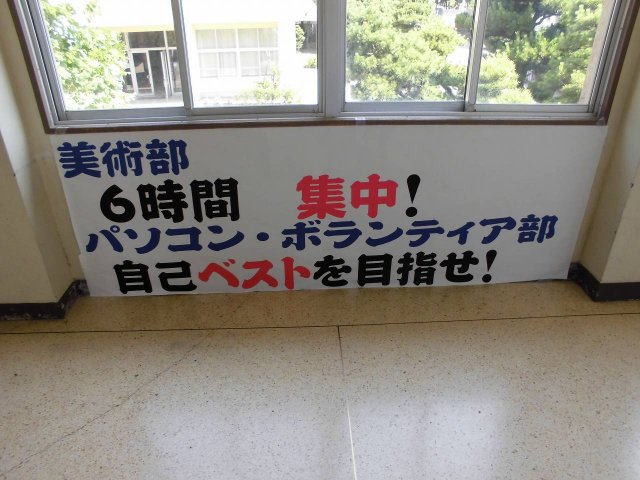 美術部
6時間 集中!
パソコン・ボランティア部
自己ベストを目指せ!